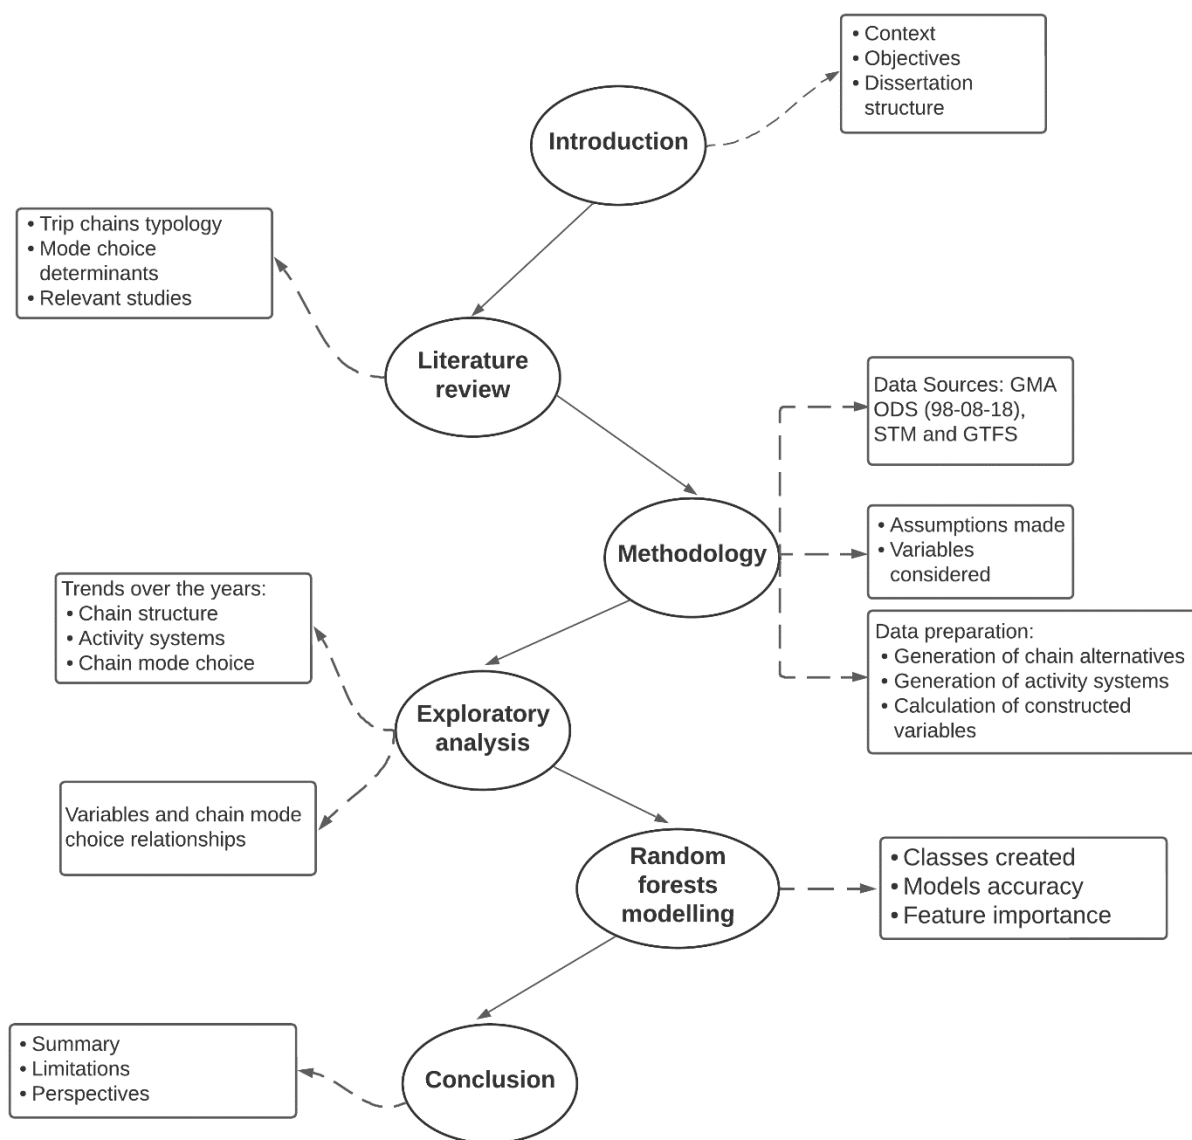 • Context
• Objectives
• Dissertation
structure
Introduction
• Trip chains typology
• Mode choice
determinants
• Relevant studies
Literature
review
Data Sources: GMA
ODS (98-08-18),
STM and GTFS
Methodology
• Assumptions made
• Variables
considered
Trends over the years:
• Chain structure
• Activity systems
• Chain mode choice
Data preparation:
• Generation of chain alternatives
• Generation of activity systems
• Calculation of constructed
variables
Exploratory
analysis
Variables and chain mode
choice relationships
Random
forests
modelling
• Classes created
• Models accuracy
• Feature importance
• Summary
• Limitations
• Perspectives
Conclusion